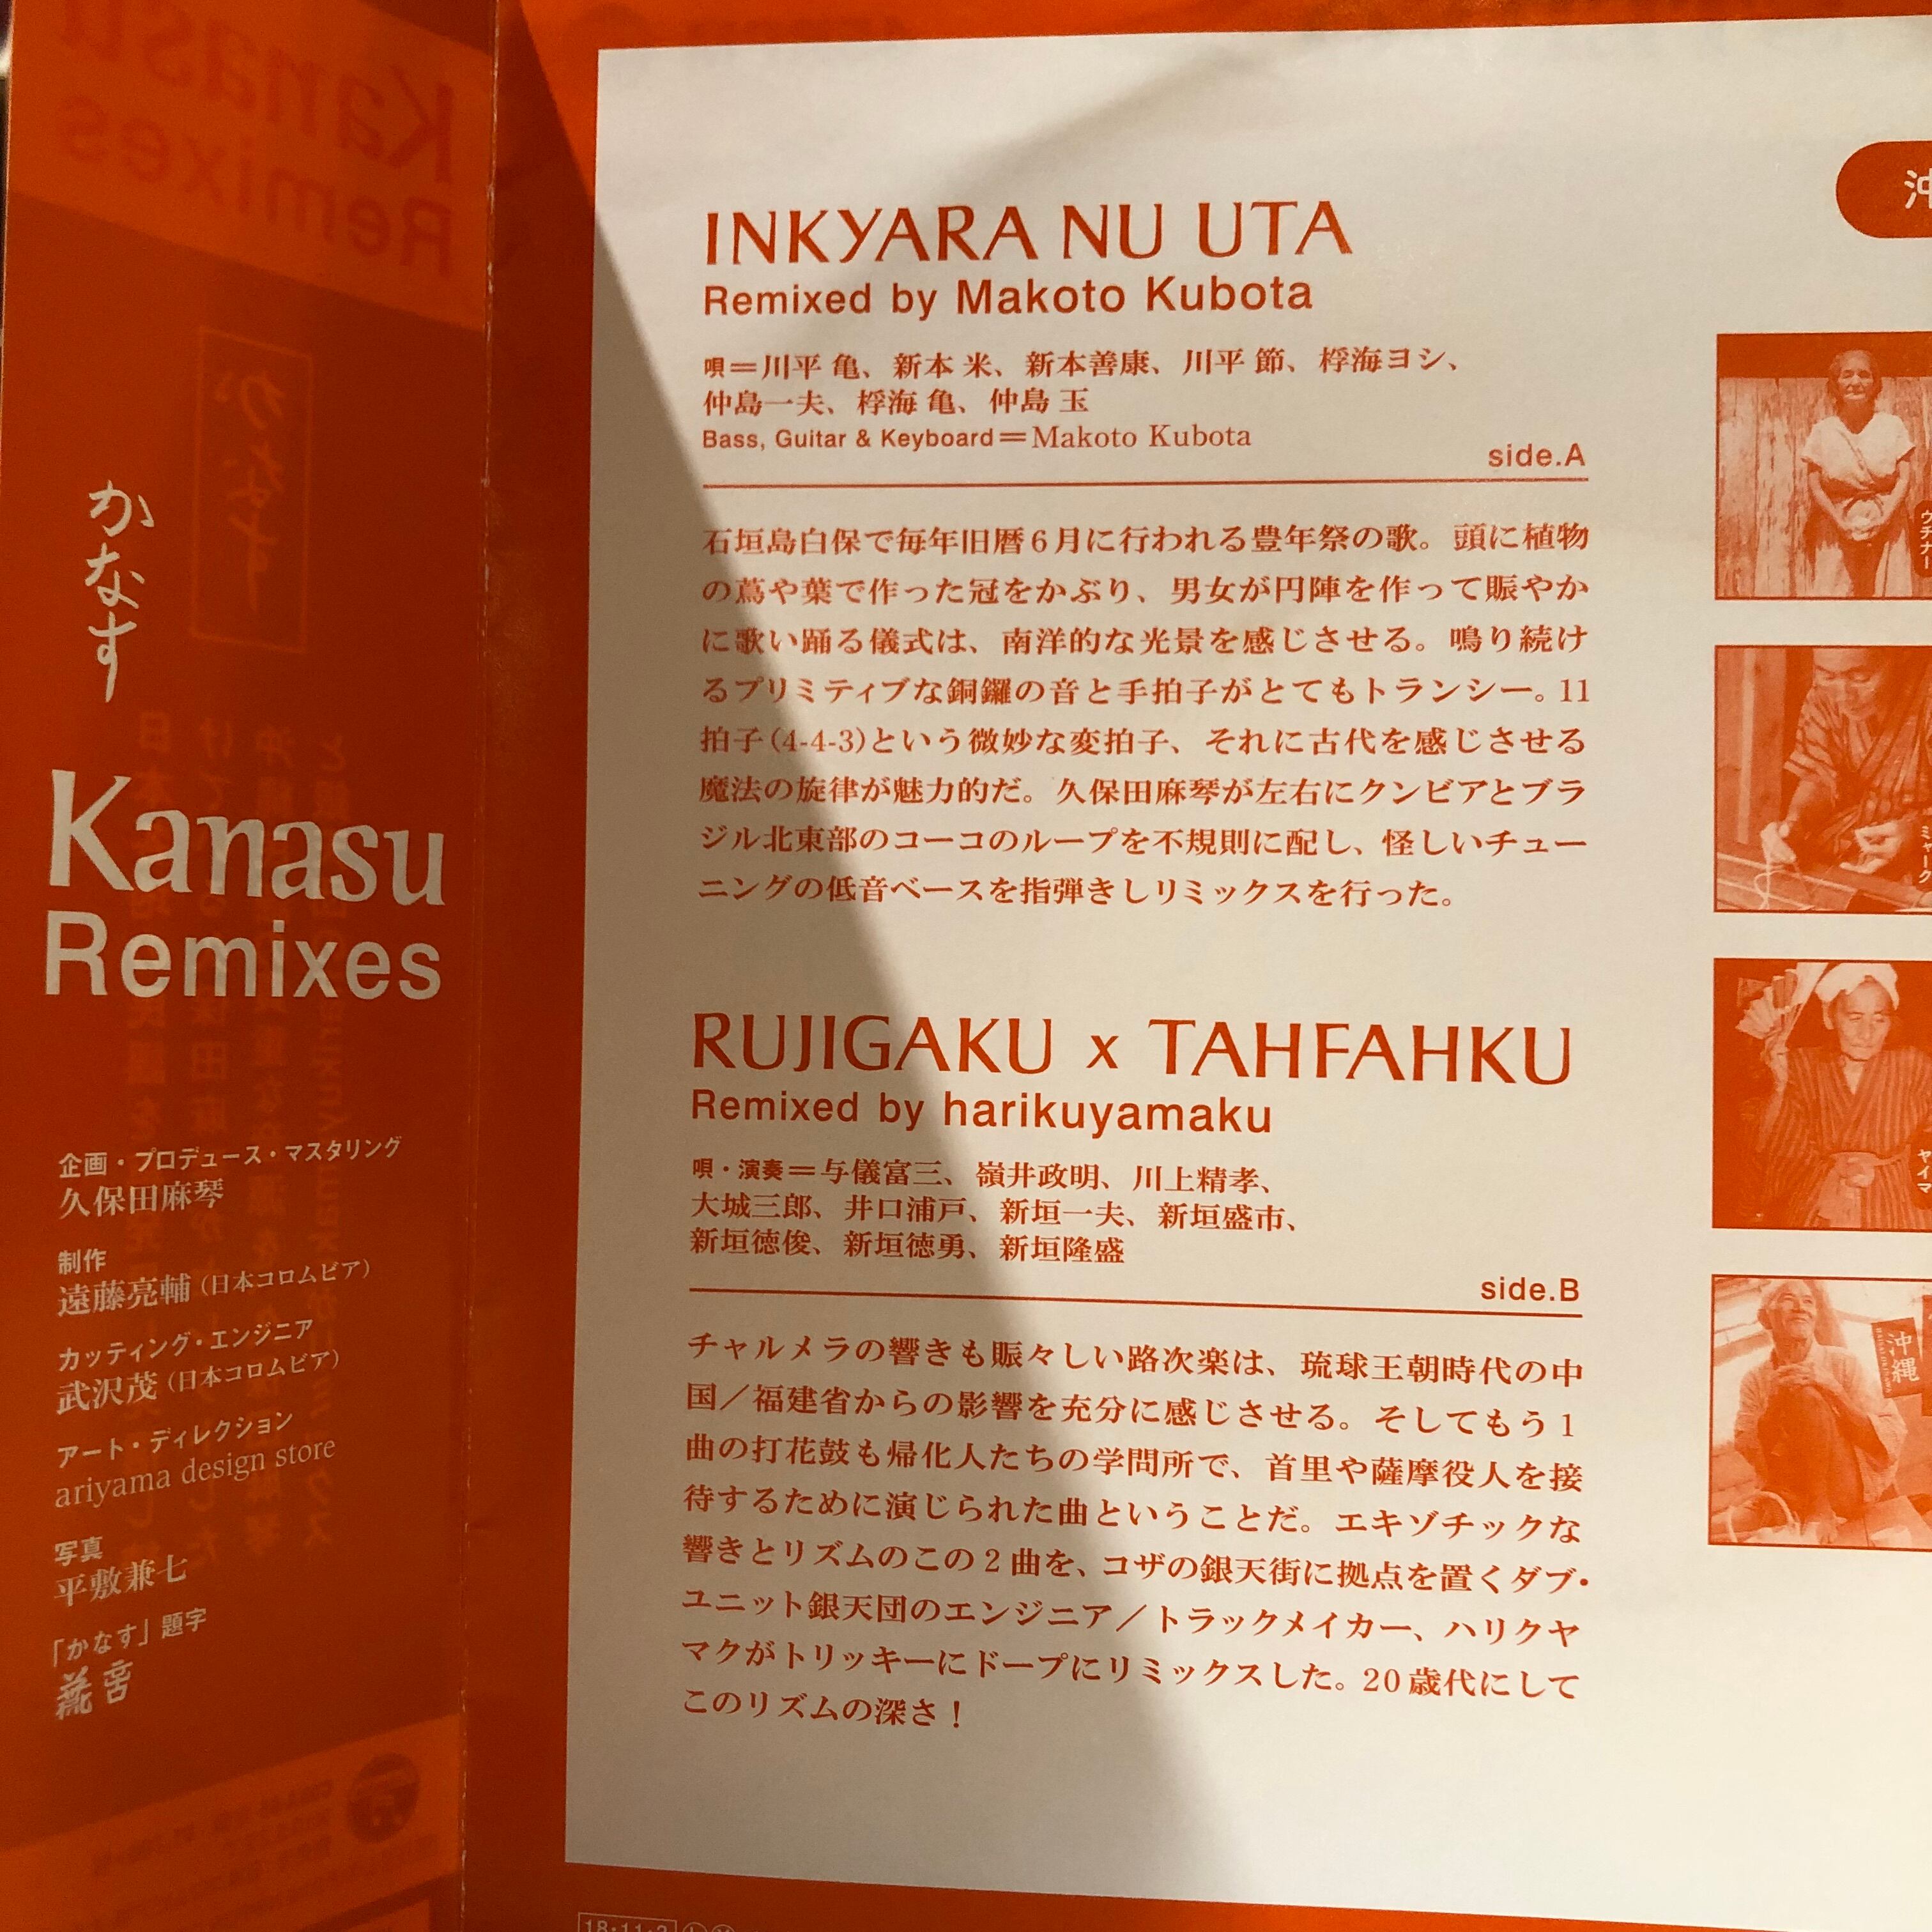 かなす
Kanasu
Remixes
企画・プロデュース・マスタリング
久保田麻琴
制作
遠藤亮輔(日本コロムビア)
カッティング・エンジニア
武沢茂(日本コロムビア)
アート・ディレクション
ariyama design store
写真
平敷兼七
「かなす」題字
INKYARA NU UTA
Remixed by Makoto Kubota
唄=川平 亀、新本 米、新本善康、川平 節、桴海ヨシ、
仲島一夫、桴海 亀、仲島 玉
Bass, Guitar & Keyboard=Makoto Kubota
side.A
石垣島白保で毎年旧暦6月に行われる豊年祭の歌。頭に植物
の蔦や葉で作った冠をかぶり、男女が円陣を作って賑やか
に歌い踊る儀式は、南洋的な光景を感じさせる。鳴り続け
るプリミティブな銅鑼の音と手拍子がとてもトランシー。11
拍子(4-4-3)という微妙な変拍子、それに古代を感じさせる
魔法の旋律が魅力的だ。久保田麻琴が左右にクンビアとブラ
ジル北東部のコーコのループを不規則に配し、怪しいチュー
ニングの低音ベースを指弾きしリミックスを行った。
RUJIGAKU x TAHFAHKU
Remixed by harikuyamaku
唄・演奏=与儀富三、嶺井政明、川上精孝、
大城三郎、井口浦戸、新垣一夫、新垣盛市、
新垣徳俊、新垣徳勇、新垣隆盛
side.B
チャルメラの響きも賑々しい路次楽は、琉球王朝時代の中
国/福建省からの影響を充分に感じさせる。そしてもう1
曲の打花鼓も帰化人たちの学問所で、首里や薩摩役人を接
待するために演じられた曲ということだ。エキゾチックな
響きとリズムのこの2曲を、コザの銀天街に拠点を置くダブ・
ユニット銀天団のエンジニア/トラックメイカー、ハリクヤ
マクがトリッキーにドープにリミックスした。20歳代にして
このリズムの深さ!
沖
ウチナー
ミャーク
ヤイマ
沖縄
18・11・2